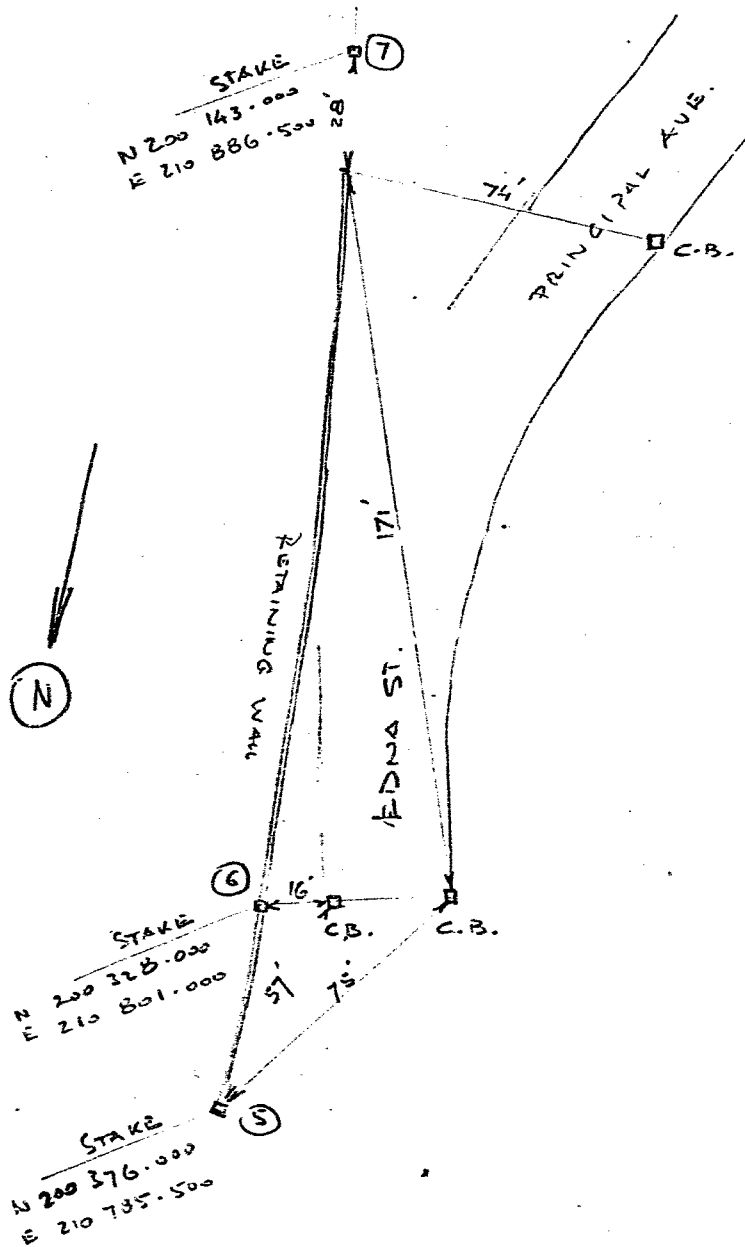 7
STAKE
N 200 143.000
E 210 886.500
28'
74'
PRINCIPAL AVE.
C.B.
171'
RETAINING WALL
EDNA ST.
N
6
16'
STAKE
C.B.
C.B.
N 200 328.000
E 210 801.000
57'
75'
5
STAKE
N 200 376.000
E 210 785.500